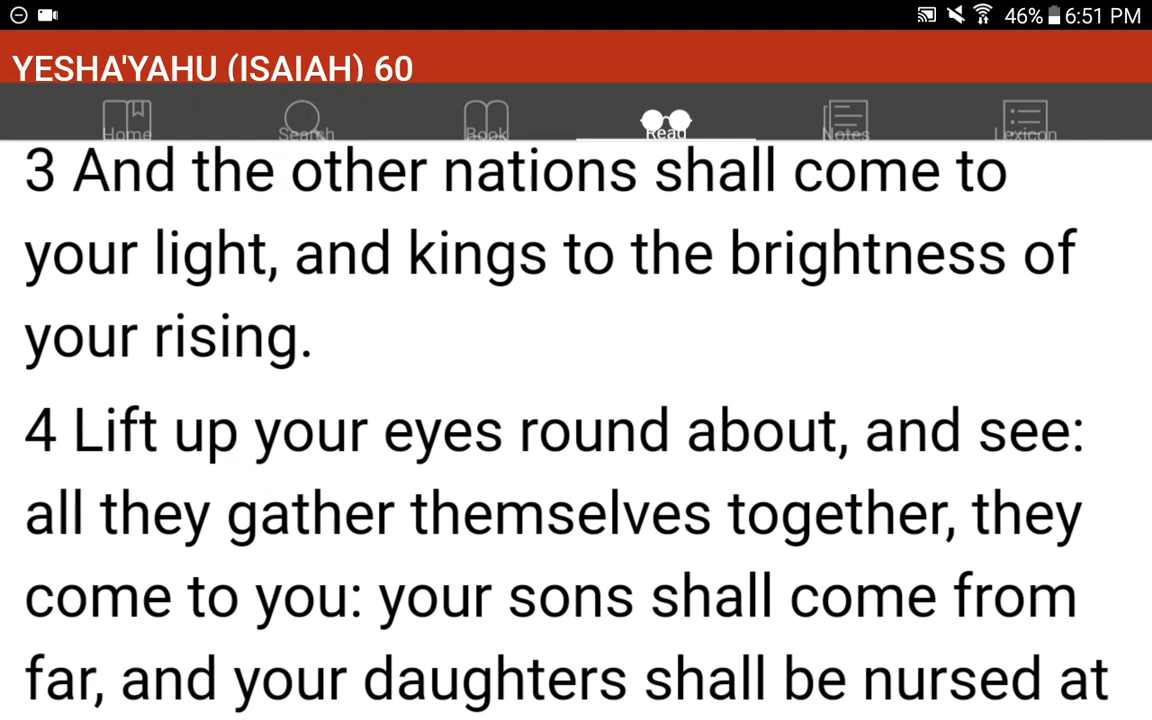 46% 6:51 PM
YESHA'YAHU (ISAIAH) 60
Home Search Book Read Notes Lexicon
3 And the other nations shall come to
your light, and kings to the brightness of
your rising.
4 Lift up your eyes round about, and see:
all they gather themselves together, they
come to you: your sons shall come from
far, and your daughters shall be nursed at